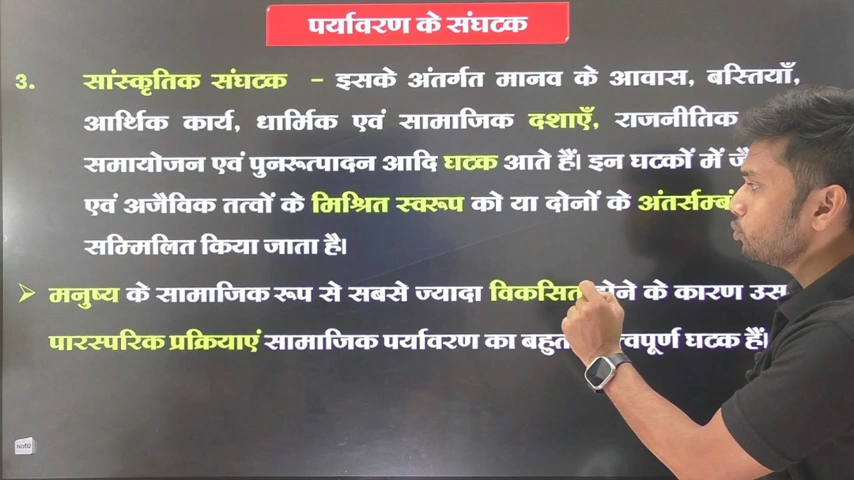 पर्यावरण के संघटक
3. सांस्कृतिक संघटक - इसके अंतर्गत मानव के आवास, बस्तियाँ,
आर्थिक कार्य, धार्मिक एवं सामाजिक दशाएँ, राजनीतिक
समायोजन एवं पुनरूत्पादन आदि घटक आते हैं। इन घटकों में
एवं अजैविक तत्वों के मिश्रित स्वरूप को या दोनों के
सम्मिलित किया जाता है।
➢ मनुष्य के सामाजिक रूप से सबसे ज्यादा विकसित होने के कारण
पारस्परिक प्रक्रियाएं सामाजिक पर्यावरण का बहुत घटक हैं।